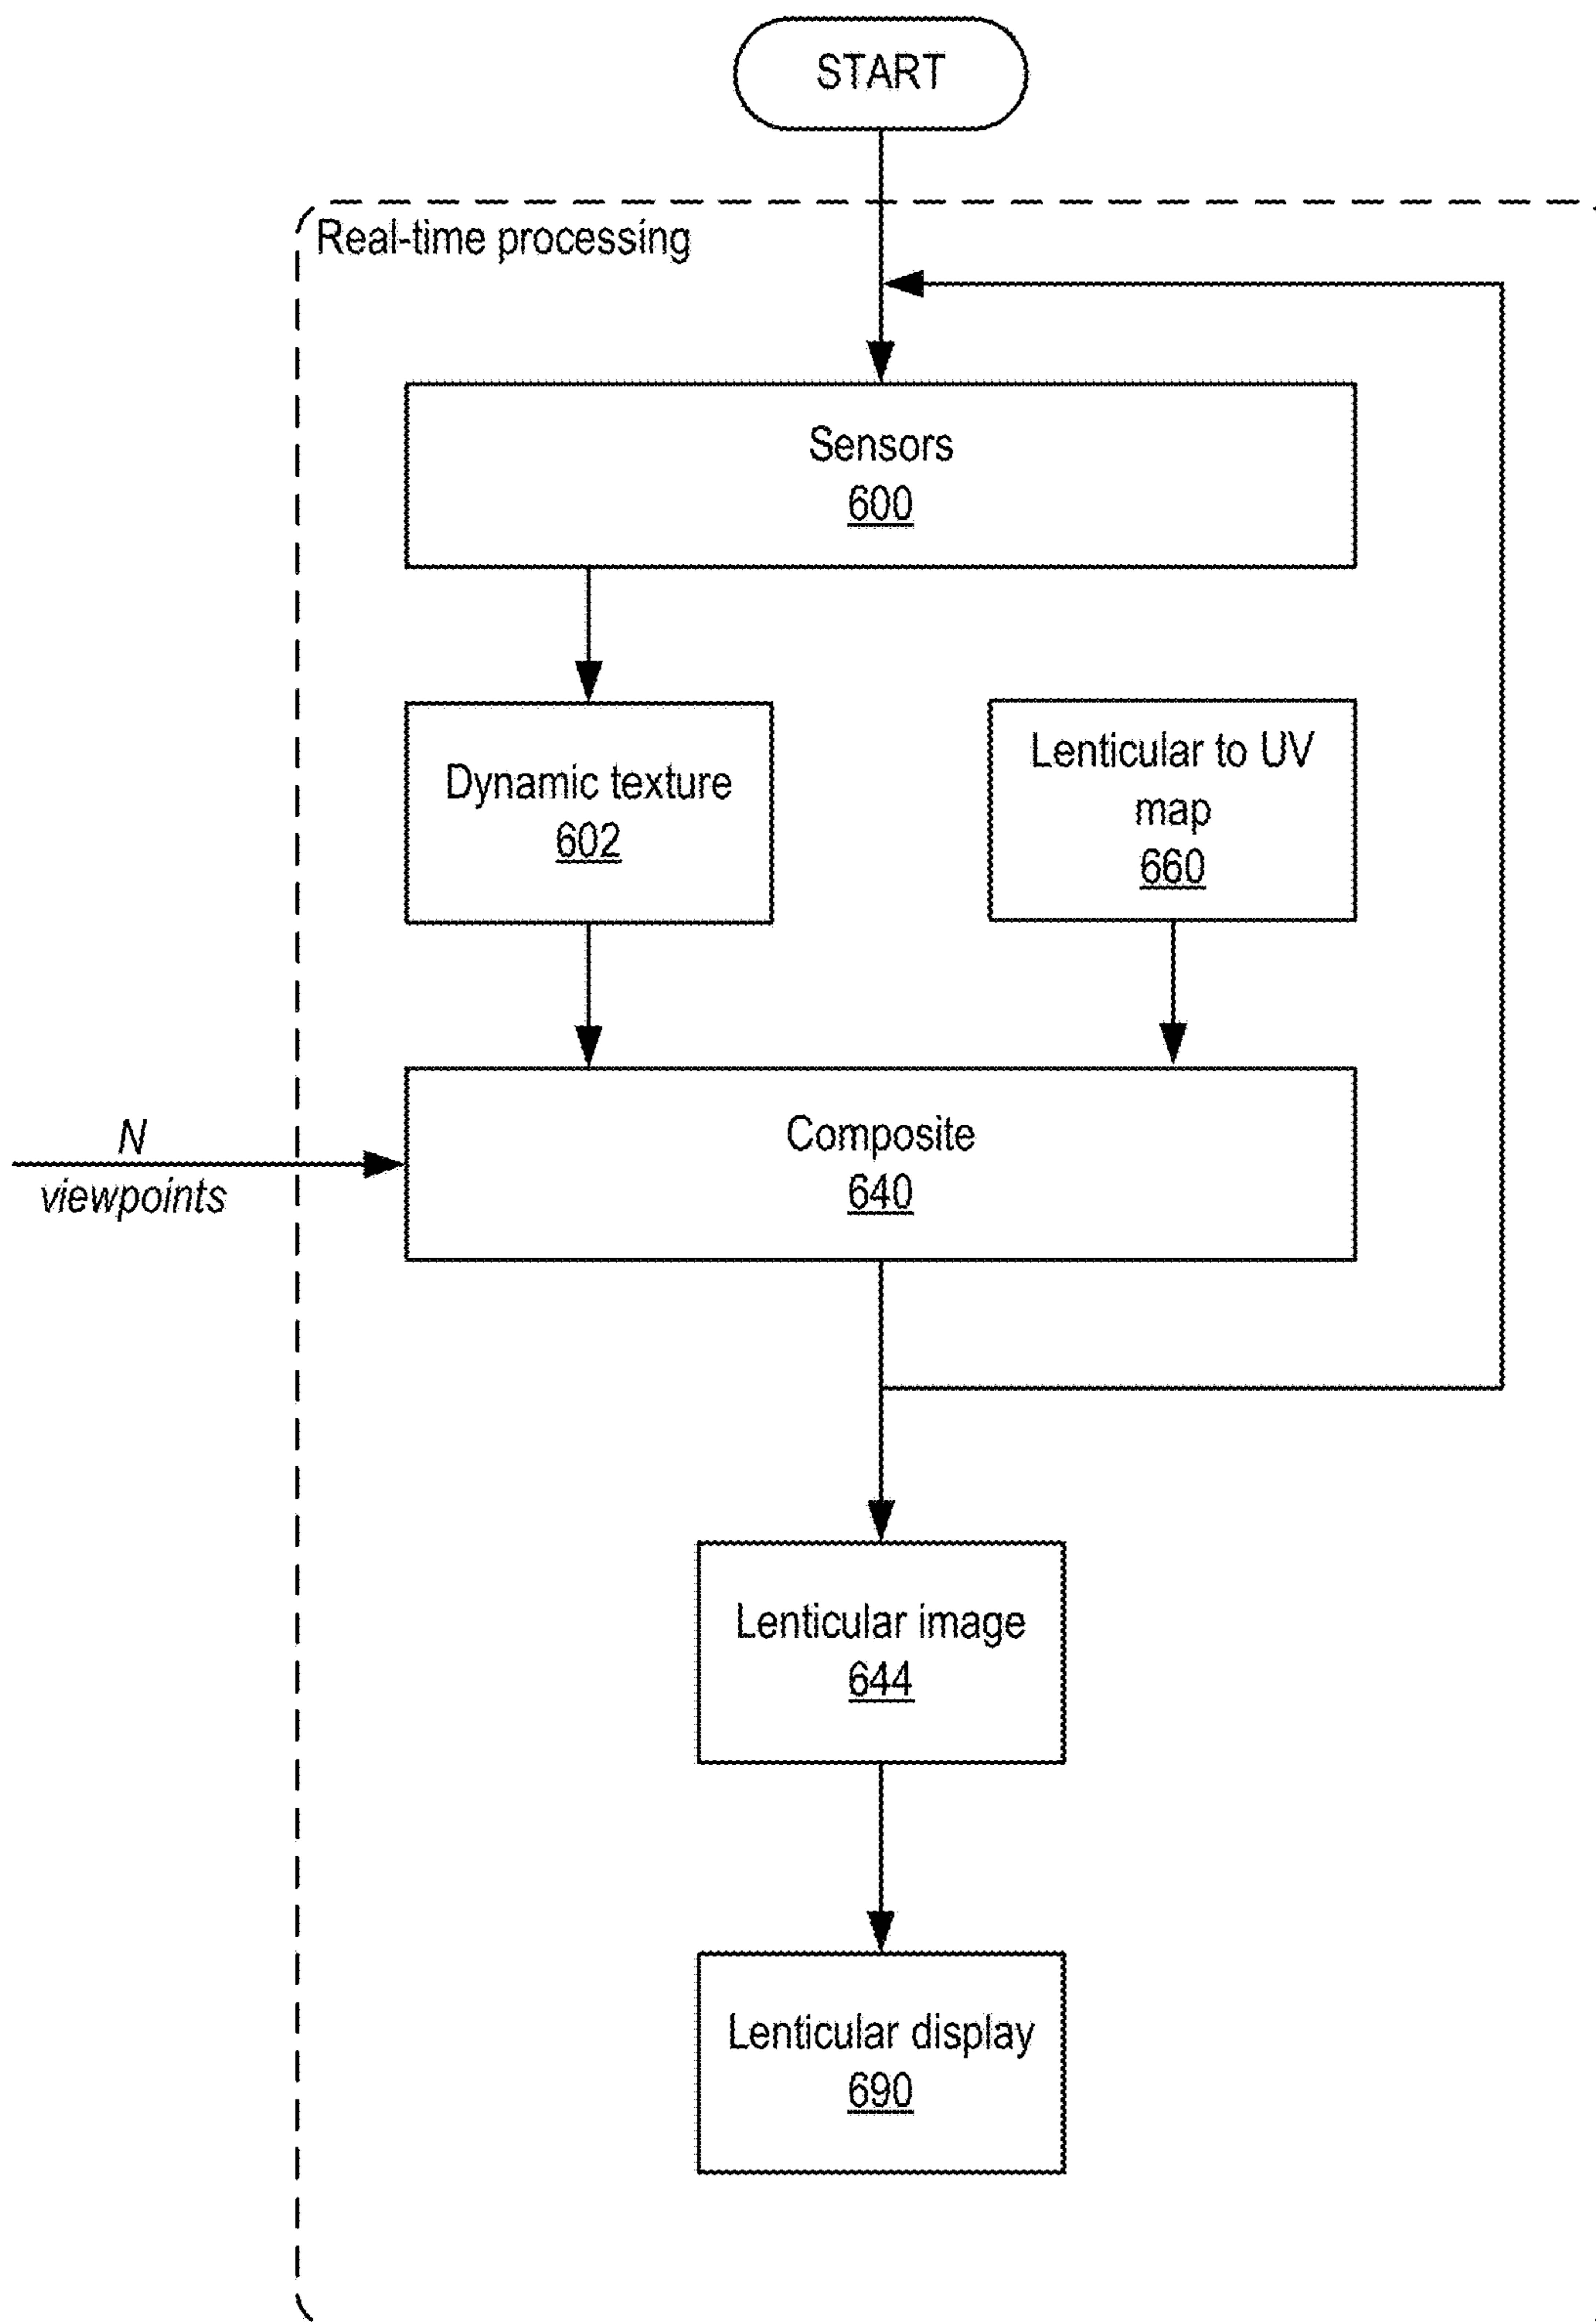 START
Real-time processing
Sensors
600
Dynamic texture
602
Lenticular to UV
map
660
N
viewpoints
Composite
640
Lenticular image
644
Lenticular display
690